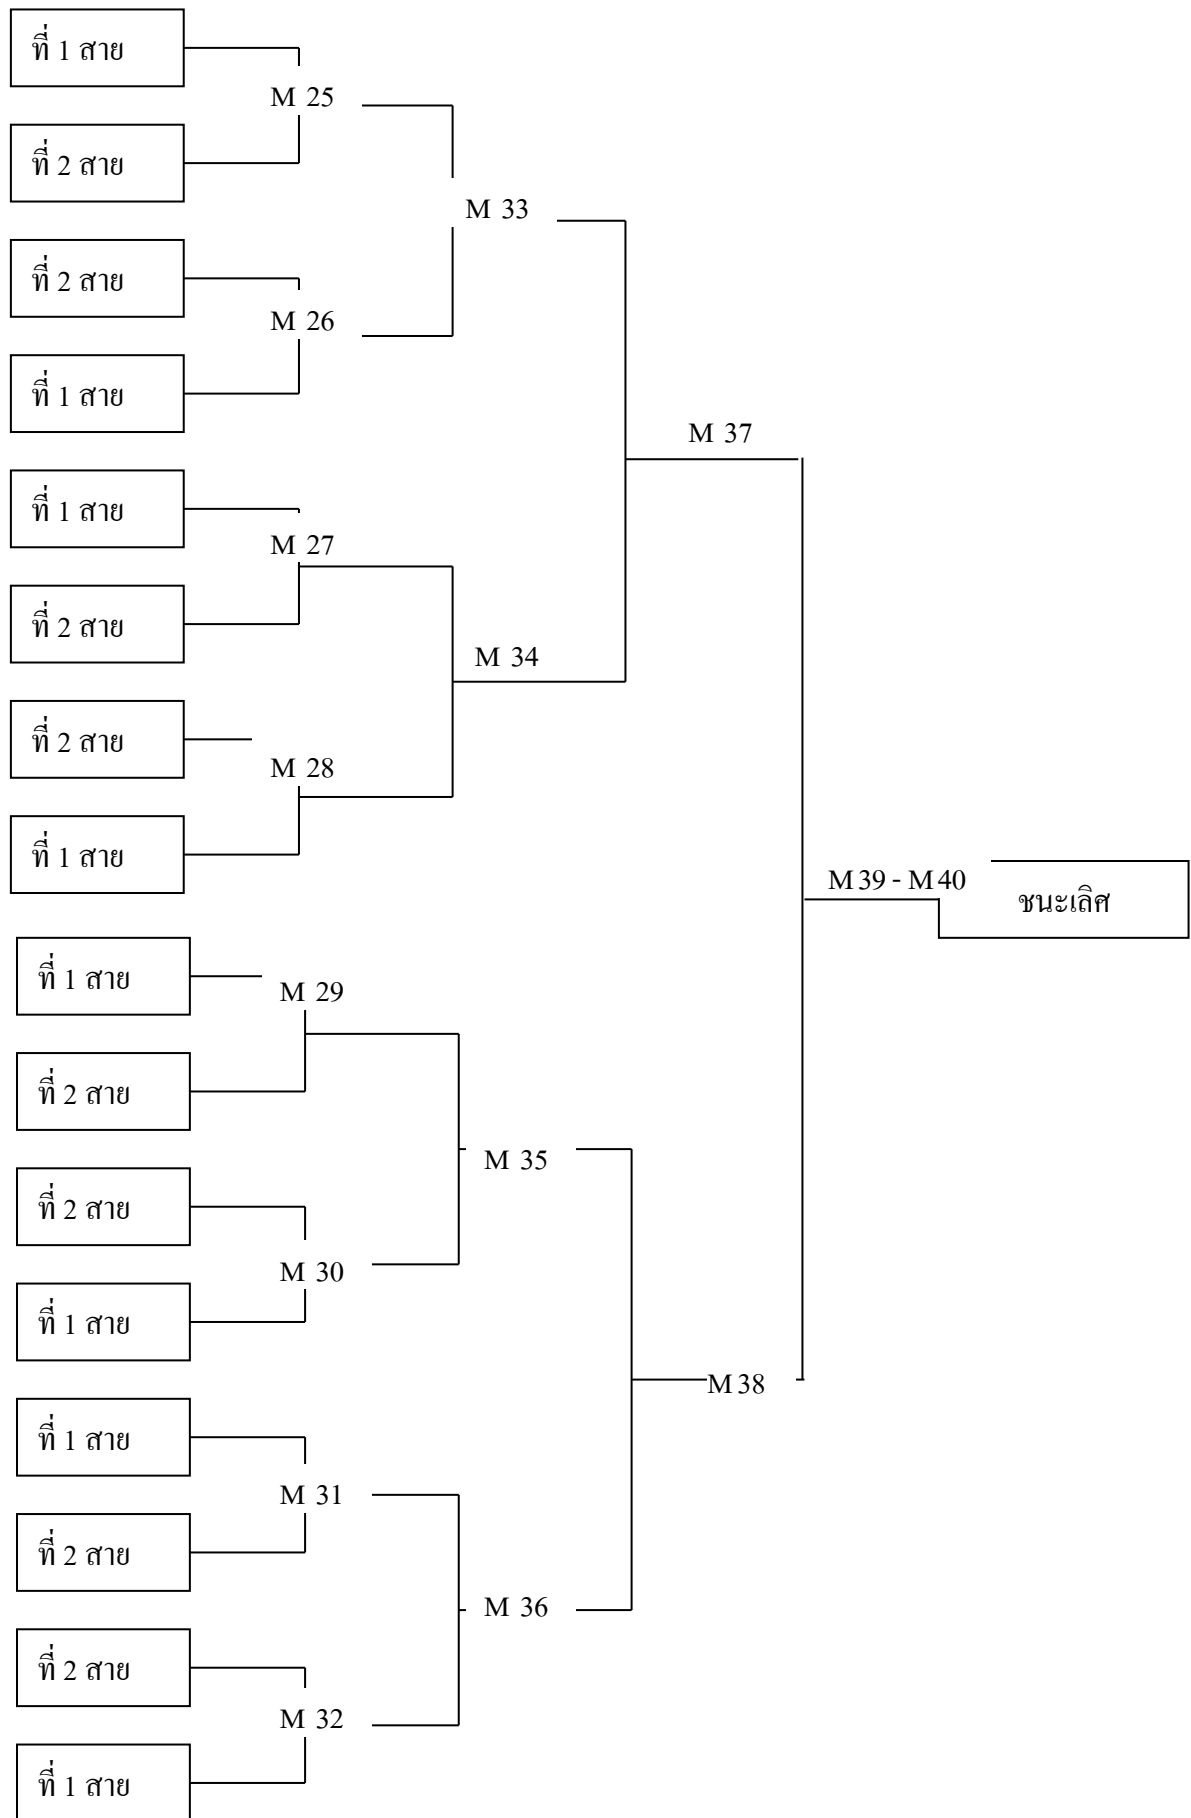 ที่ 1 สาย
M 25
ที่ 2 สาย
M 33
ที่ 2 สาย
M 26
ที่ 1 สาย
M 37
ที่ 1 สาย
M 27
ที่ 2 สาย
M 34
ที่ 2 สาย
M 28
ที่ 1 สาย
M 39 - M 40
ชนะเลิศ
ที่ 1 สาย
M 29
ที่ 2 สาย
M 35
ที่ 2 สาย
M 30
ที่ 1 สาย
M 38
ที่ 1 สาย
M 31
ที่ 2 สาย
M 36
ที่ 2 สาย
M 32
ที่ 1 สาย